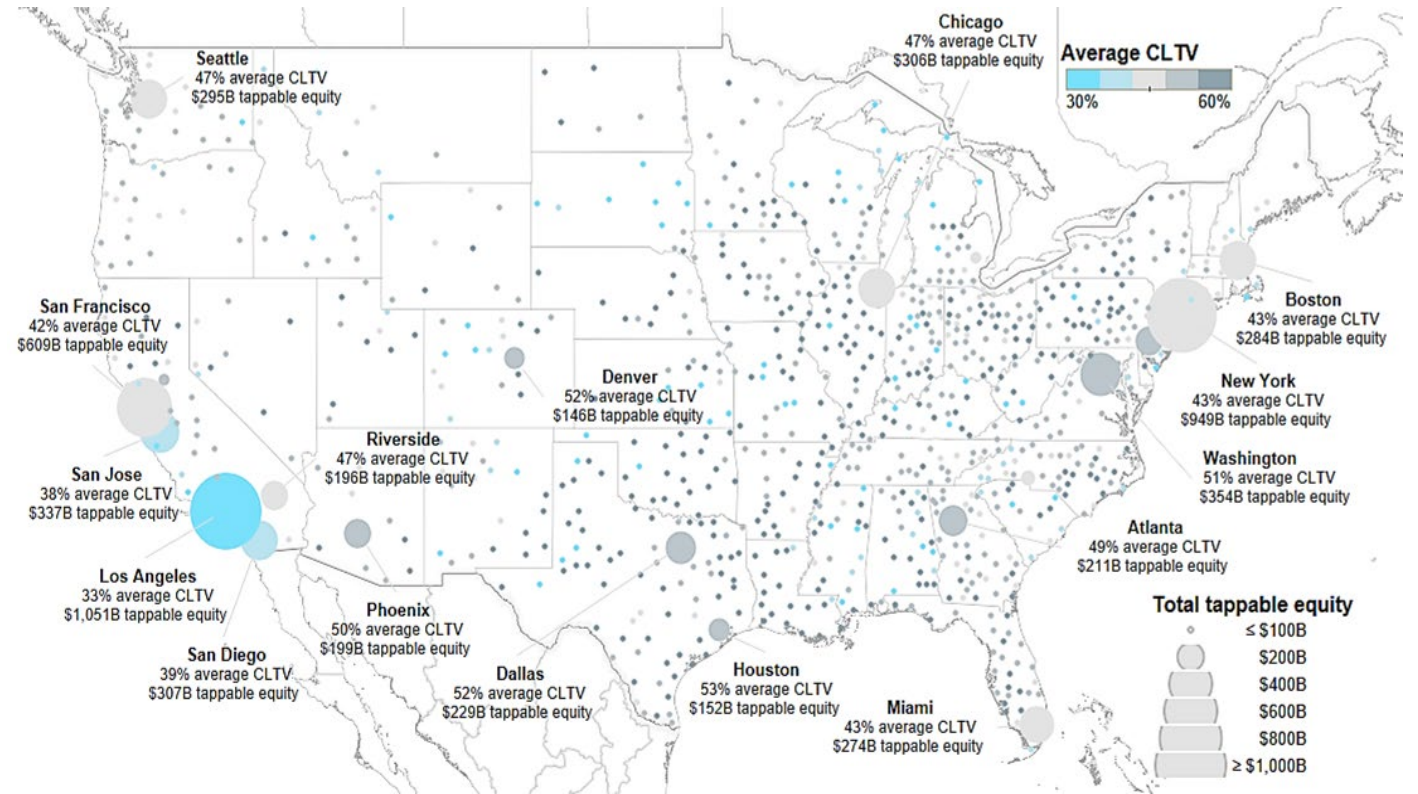 Chicago
47% average CLTV
$306B tappable equity
Average CLTV
30%
60%
Seattle
47% average CLTV
$295B tappable equity
San Francisco
42% average CLTV
$609B tappable equity
Boston
43% average CLTV
$284B tappable equity
Denver
52% average CLTV
$146B tappable equity
New York
43% average CLTV
$949B tappable equity
Riverside
47% average CLTV
$196B tappable equity
San Jose
38% average CLTV
$337B tappable equity
Washington
51% average CLTV
$354B tappable equity
Atlanta
49% average CLTV
$211B tappable equity
Los Angeles
33% average CLTV
$1,051B tappable equity
Phoenix
50% average CLTV
$199B tappable equity
San Diego
39% average CLTV
$307B tappable equity
Dallas
52% average CLTV
$229B tappable equity
Houston
53% average CLTV
$152B tappable equity
Miami
43% average CLTV
$274B tappable equity
Total tappable equity
≤ $100B
$200B
$400B
$600B
$800B
≥ $1,000B